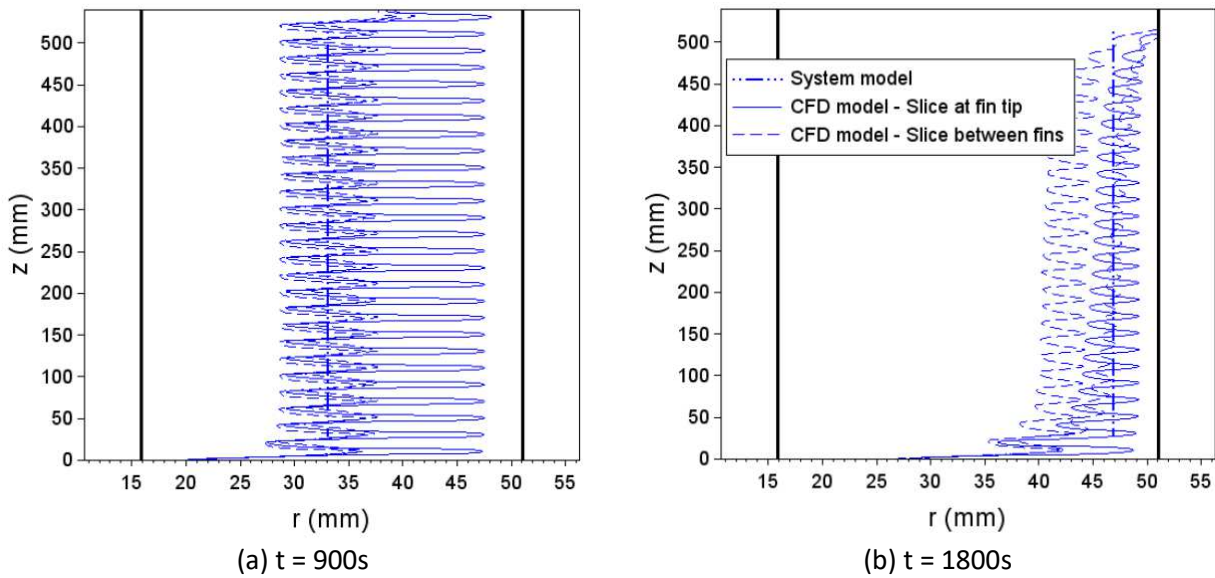 500
450
400
350
300
250
200
150
100
50
0
z (mm)
15 20 25 30 35 40 45 50 55
r (mm)
(a) t = 900s
500
450
400
350
300
250
200
150
100
50
0
z (mm)
System model
CFD model - Slice at fin tip
CFD model - Slice between fins
15 20 25 30 35 40 45 50 55
r (mm)
(b) t = 1800s